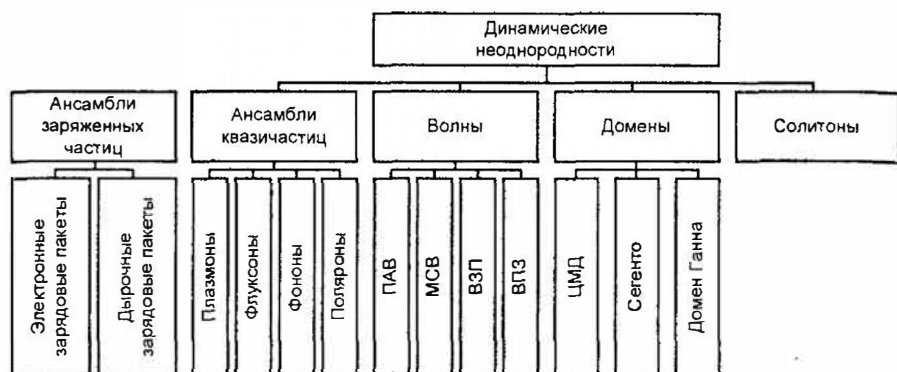 Динамические
неоднородности
Ансамбли
заряженных
частиц
Ансамбли
квазичастиц
Волны
Домены
Солитоны
Электронные
зарядовые пакеты
Дырочные
зарядовые пакеты
Плазмоны
Флуксоны
Фононы
Поляроны
ПАВ
МСВ
ВЗП
ВПЗ
ЦМД
Сегенто
Домен Ганна